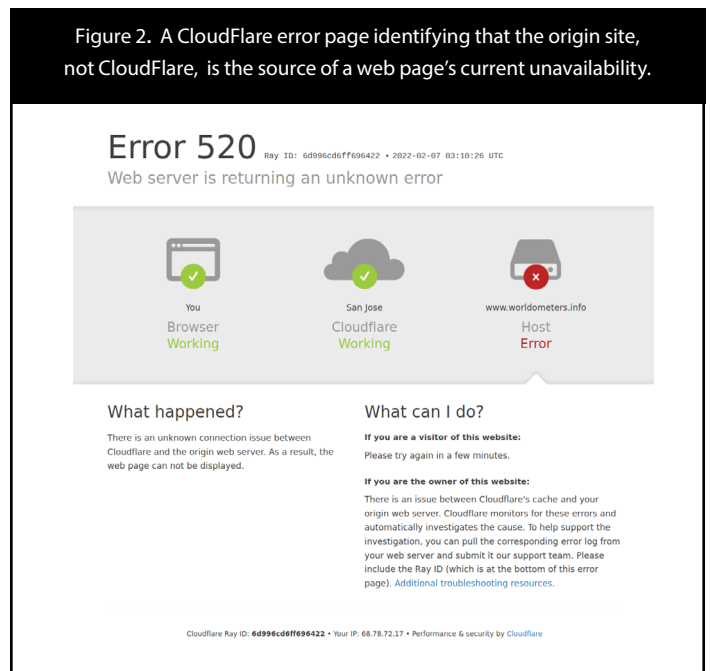 Figure 2. A CloudFlare error page identifying that the origin site,
not CloudFlare, is the source of a web page's current unavailability.
Error 520 Ray ID: 6d996cd6ff696422 • 2022-02-07 03:10:26 UTC
Web server is returning an unknown error
You
Browser
Working
San Jose
Cloudflare
Working
www.worldometers.info
Host
Error
What happened?
There is an unknown connection issue between
Cloudflare and the origin web server. As a result, the
web page can not be displayed.
What can I do?
If you are a visitor of this website:
Please try again in a few minutes.
If you are the owner of this website:
There is an issue between Cloudflare's cache and your
origin web server. Cloudflare monitors for these errors and
automatically investigates the cause. To help support the
investigation, you can pull the corresponding error log from
your web server and submit it our support team. Please
include the Ray ID (which is at the bottom of this error
page). Additional troubleshooting resources.
Cloudflare Ray ID: 6d996cd6ff696422 • Your IP: 68.78.72.17 • Performance & security by Cloudflare